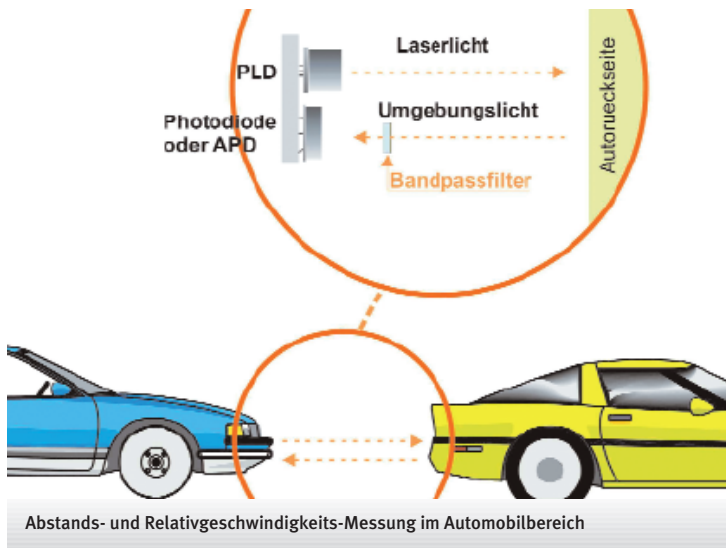 Laserlicht
PLD
Umgebungslicht
Photodiode
oder APD
Bandpassfilter
Autorueckseite
Abstands- und Relativgeschwindigkeits-Messung im Automobilbereich